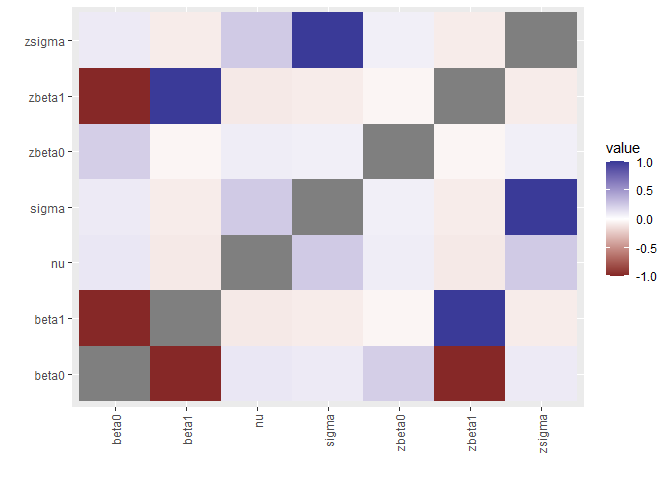 zsigma
zbeta1
zbeta0
sigma
nu
beta1
beta0
beta0
beta1
nu
sigma
zbeta0
zbeta1
zsigma
value
1.0
0.5
0.0
-0.5
-1.0